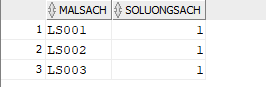 MALSACH SOLUONGSACH
1 LS001 1
2 LS002 1
3 LS003 1